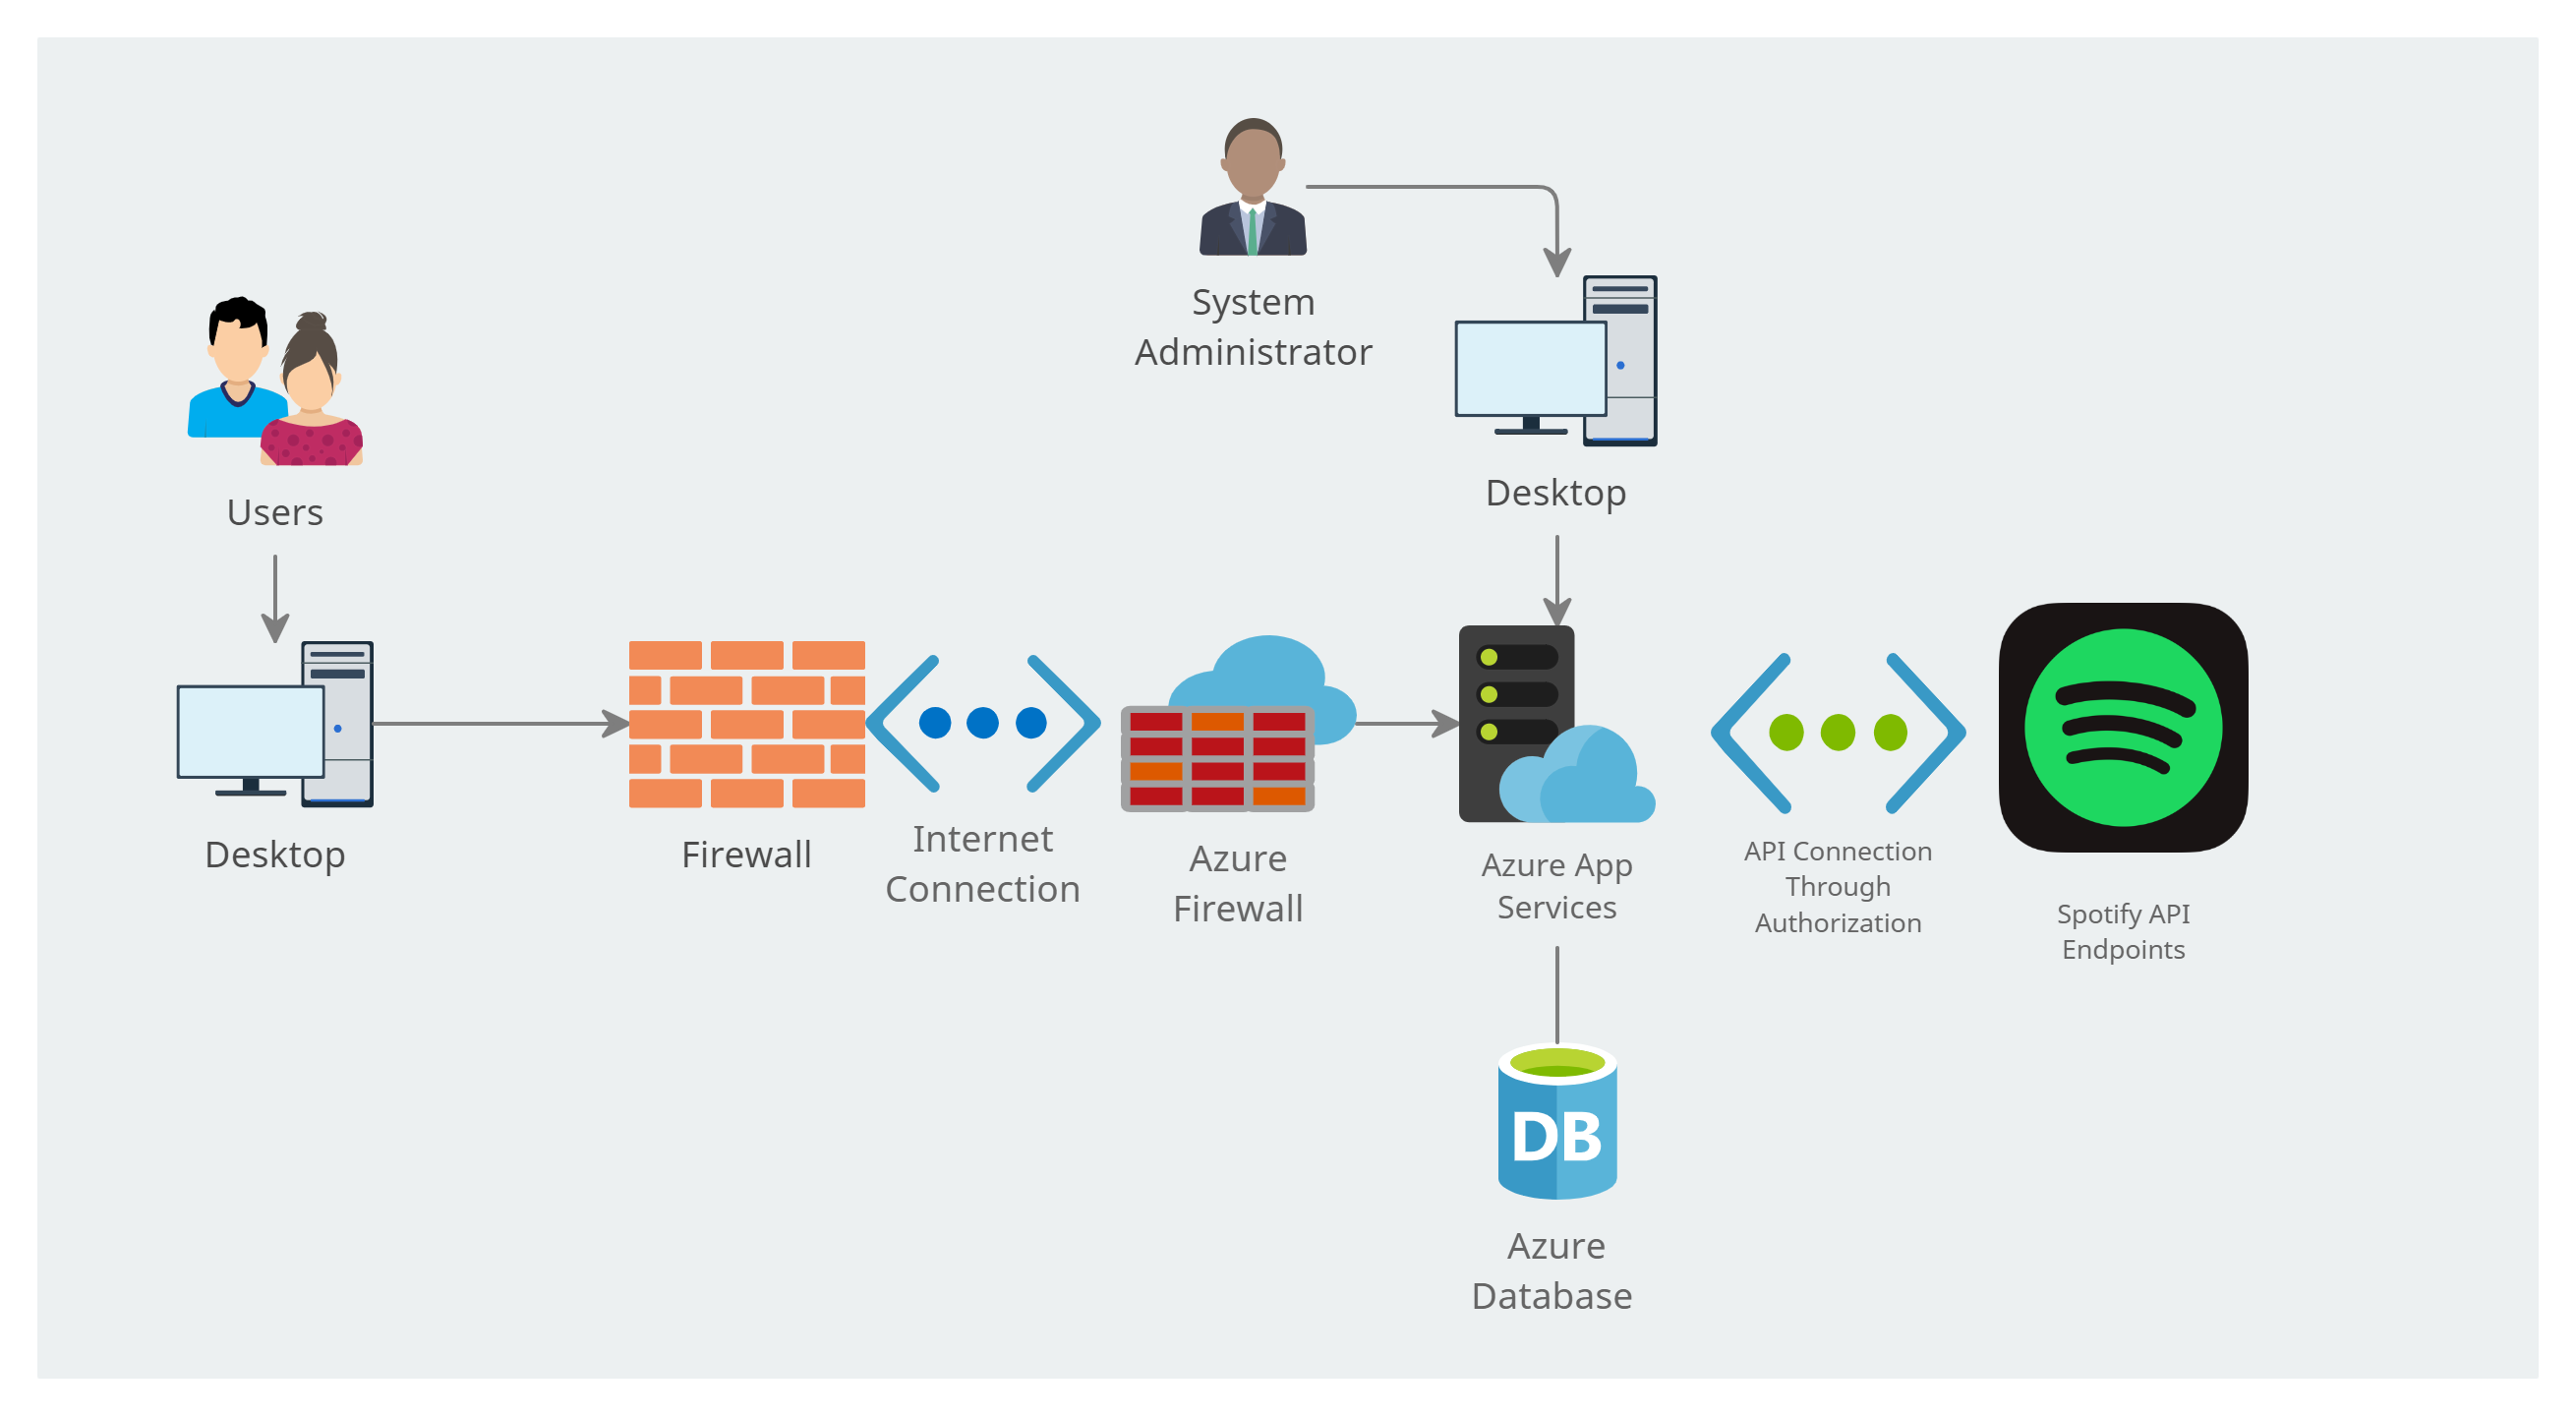 System
Administrator
Users
Desktop
Desktop
Firewall
Internet
Connection
Azure
Firewall
Azure App
Services
API Connection
Through
Authorization
Spotify API
Endpoints
DB
Azure
Database